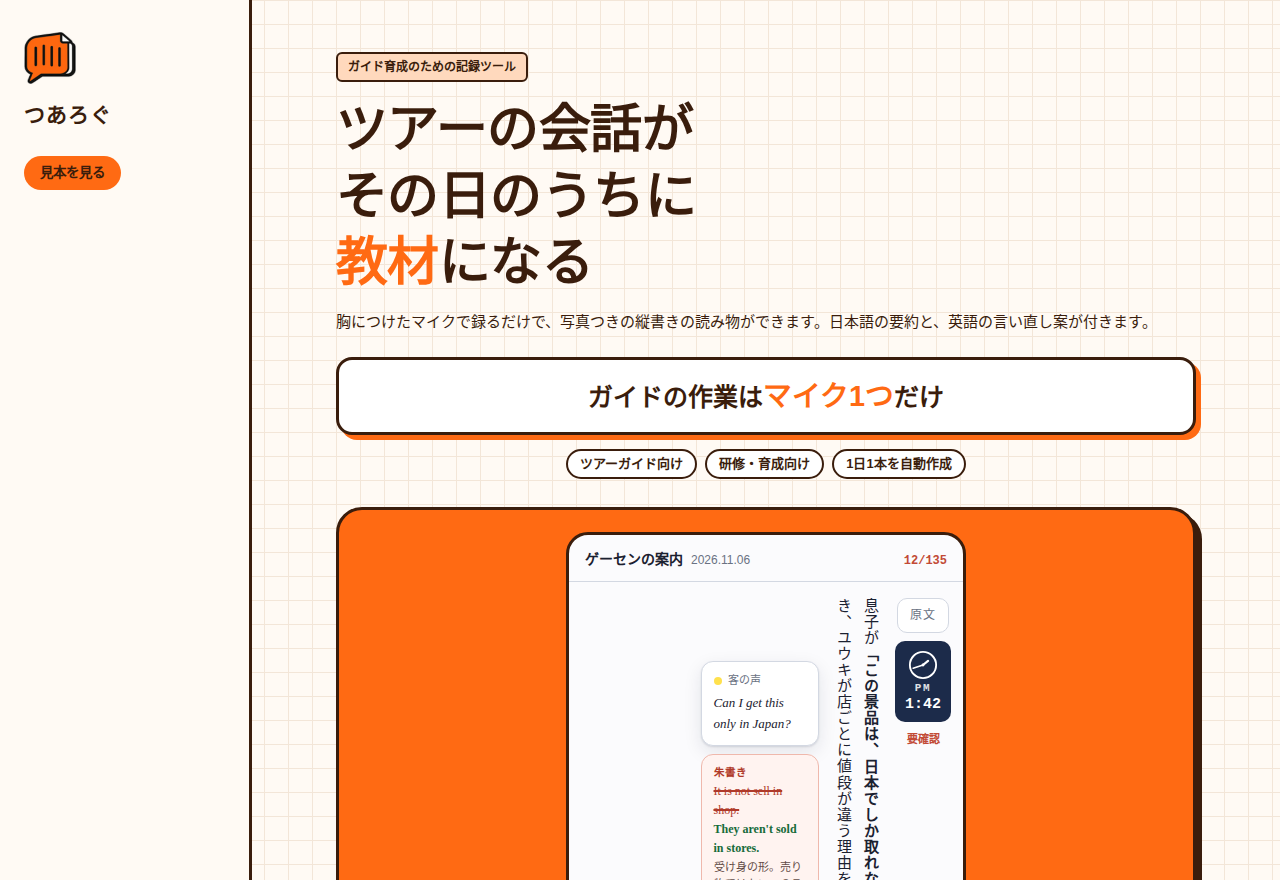 つあろぐ
見本を見る
ガイド育成のための記録ツール
ツアーの会話が
その日のうちに
教材になる
胸につけたマイクで録るだけで、写真つきの縦書きの読み物ができます。日本語の要約と、英語の言い直し案が付きます。
ガイドの作業はマイク1つだけ
ツアーガイド向け
研修・育成向け
1日1本を自動作成
ゲーセンの案内 2026.11.06
12/135
原文
PM
1:42
要確認
息子が「この景品は、日本でしか取れな
き、ユウキが店ごとに値段が違う理由を
客の声
Can I get this
only in Japan?
朱書き
It is not sell in
shop.
They aren't sold
in stores.
受け身の形。売り